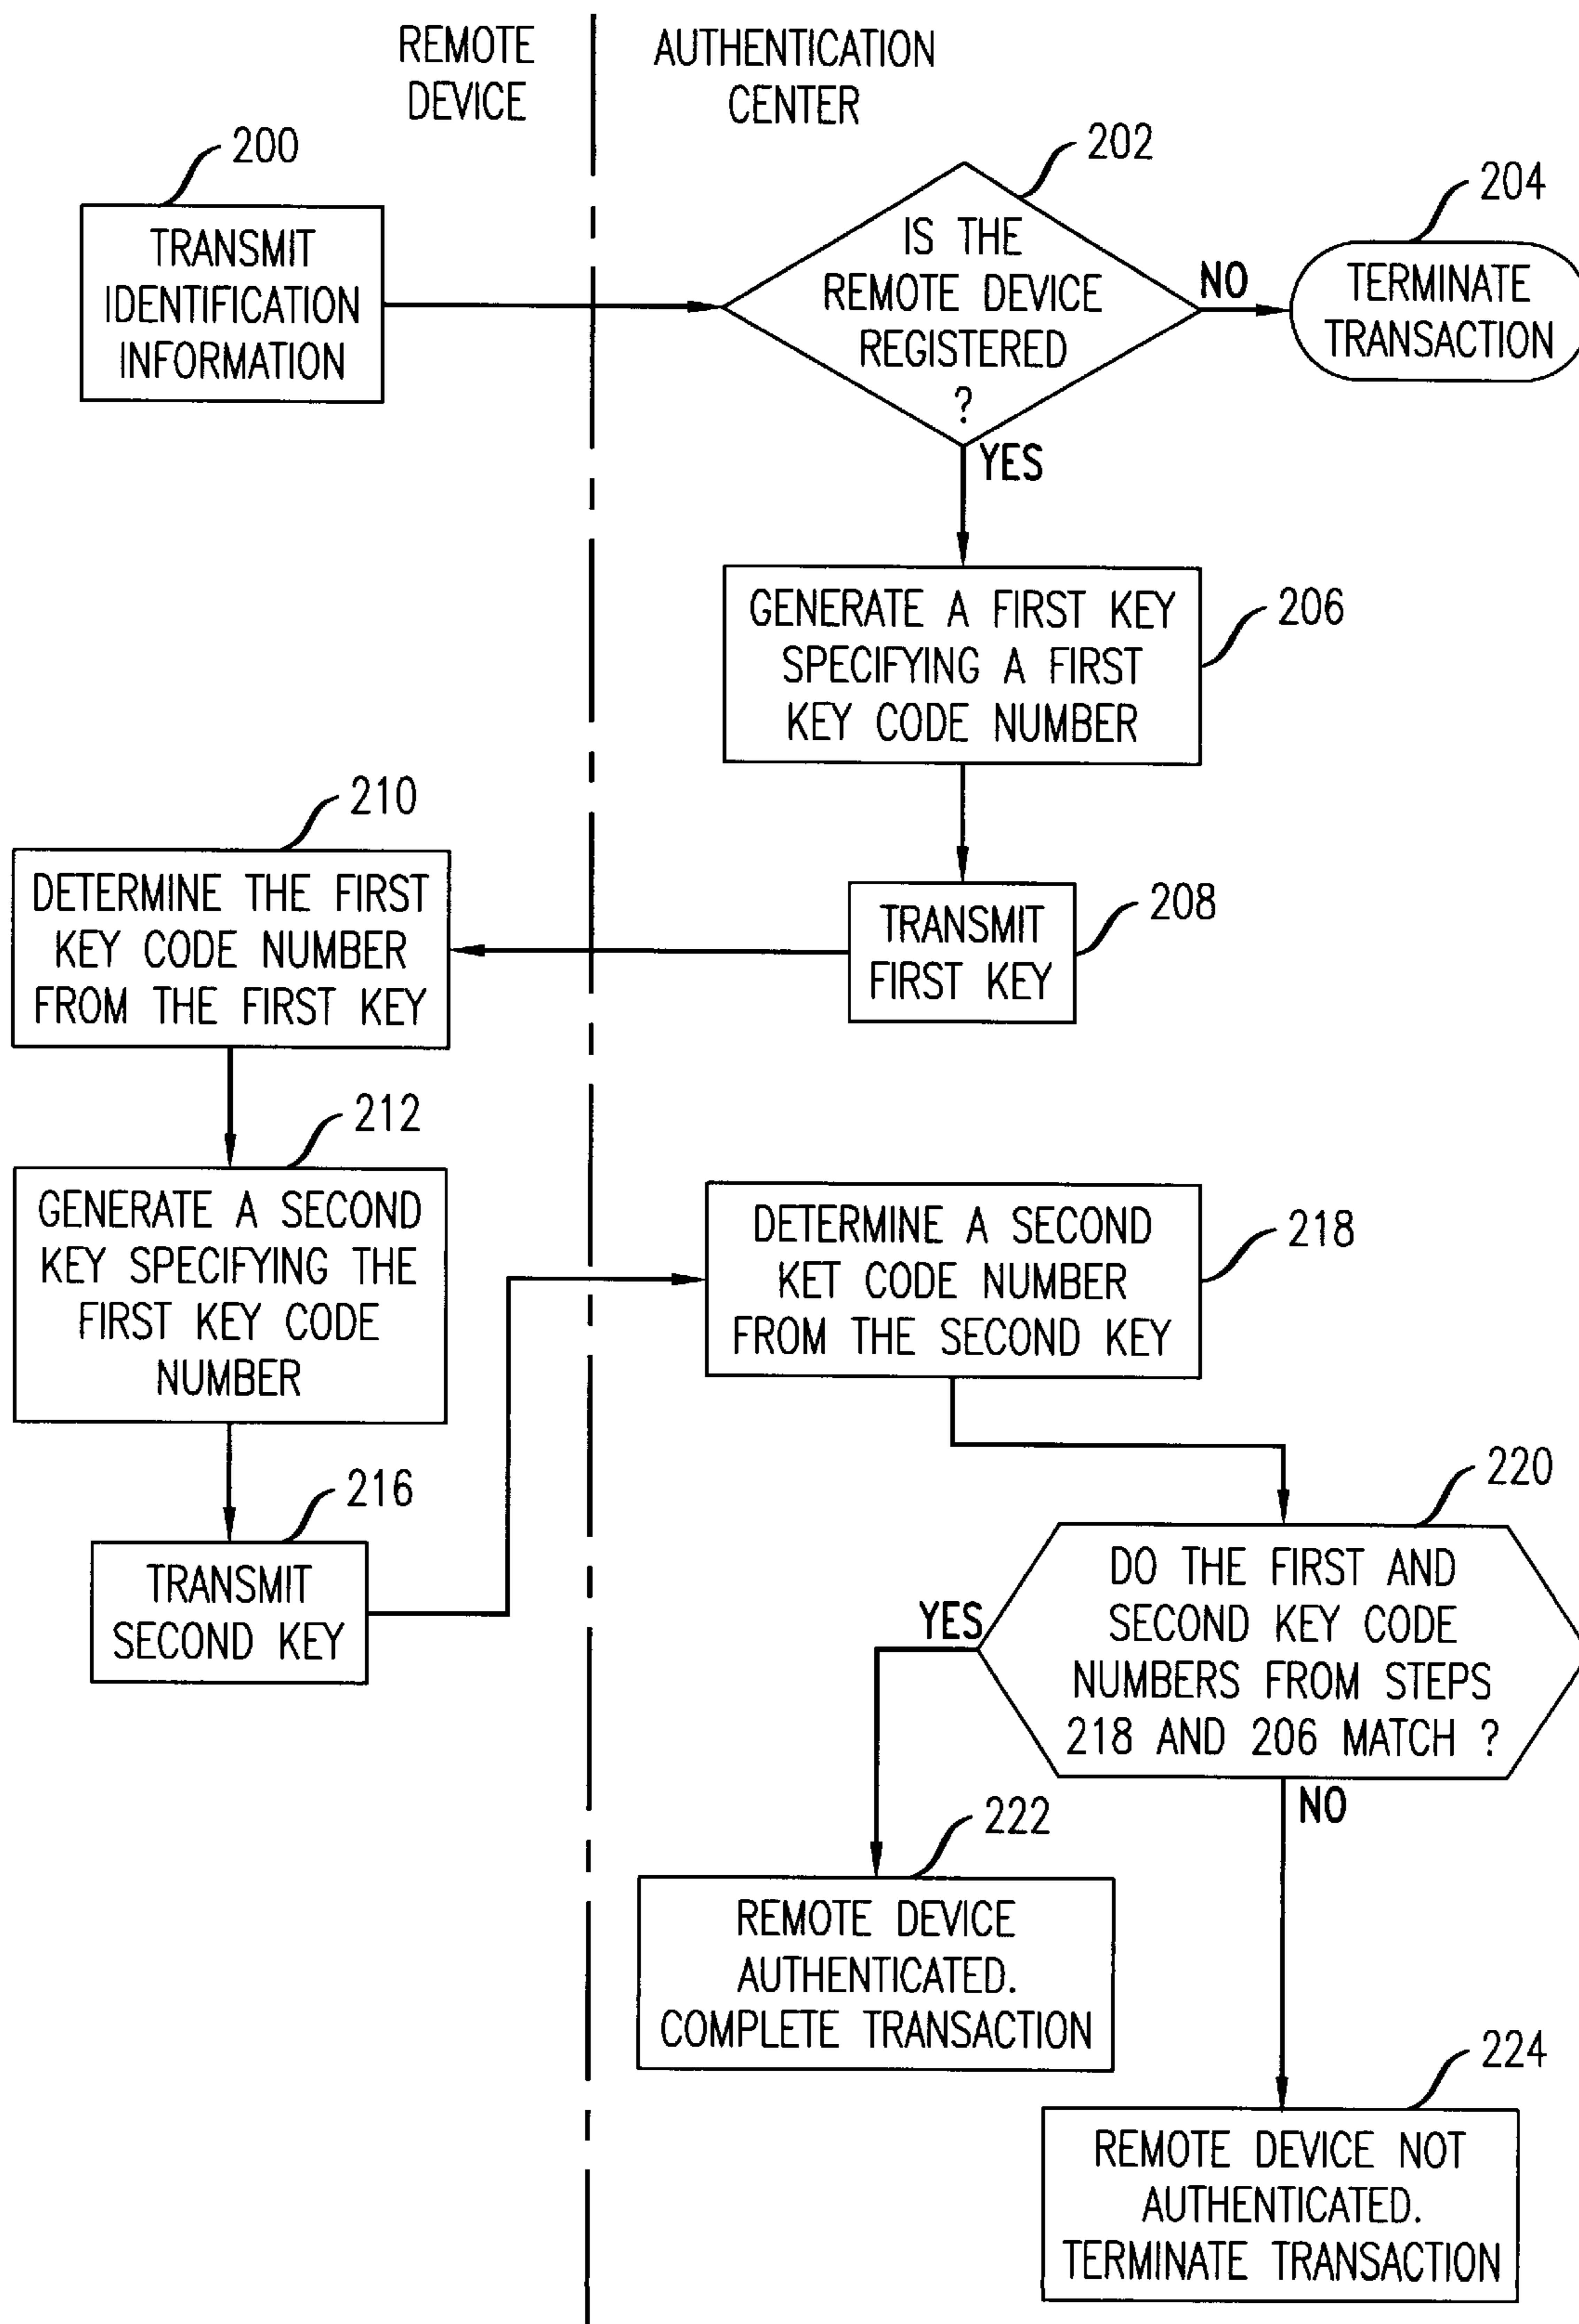 REMOTE
DEVICE
AUTHENTICATION
CENTER
200
TRANSMIT
IDENTIFICATION
INFORMATION
202
IS THE
REMOTE DEVICE
REGISTERED
?
NO
204
TERMINATE
TRANSACTION
YES
206
GENERATE A FIRST KEY
SPECIFYING A FIRST
KEY CODE NUMBER
208
TRANSMIT
FIRST KEY
210
DETERMINE THE FIRST
KEY CODE NUMBER
FROM THE FIRST KEY
212
GENERATE A SECOND
KEY SPECIFYING THE
FIRST KEY CODE
NUMBER
216
TRANSMIT
SECOND KEY
218
DETERMINE A SECOND
KET CODE NUMBER
FROM THE SECOND KEY
220
DO THE FIRST AND
SECOND KEY CODE
NUMBERS FROM STEPS
218 AND 206 MATCH ?
YES
222
REMOTE DEVICE
AUTHENTICATED.
COMPLETE TRANSACTION
NO
224
REMOTE DEVICE NOT
AUTHENTICATED.
TERMINATE TRANSACTION